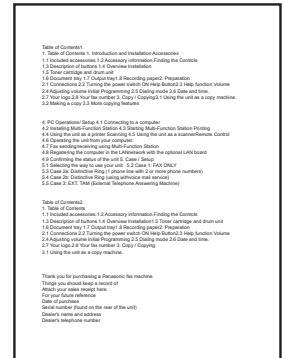 Table of Contents1.
1. Table of Contents 1. Introduction and Installation Accessories
1.1 Included accessories.1.2 Accessory information.Finding the Controls
1.3 Description of buttons.1.4 Overview Installation
1.5 Toner cartridge and drum unit
1.6 Document tray 1.7 Output tray1.8 Recording paper2. Preparation
2.1 Connections 2.2 Turning the power switch ON Help Button2.3 Help function Volume
2.4 Adjusting volume Initial Programming 2.5 Dialing mode 2.6 Date and time.
2.7 Your logo.2.8 Your fax number 3. Copy / Copying3.1 Using the unit as a copy machine.
3.2 Making a copy 3.3 More copying features
4. PC Operations/ Setup 4.1 Connecting to a computer
4.2 Installing Multi-Function Station 4.3 Starting Multi-Function Station Printing
4.4 Using the unit as a printer Scanning 4.5 Using the unit as a scannerRemote Control
4.6 Operating the unit from your computer.
4.7 Fax sending/receiving using Multi-Function Station
4.8 Registering the computer in the LANnetwork with the optional LAN board
4.9 Confirming the status of the unit 5. Case / Setup
5.1 Selecting the way to use your unit 5.2 Case 1: FAX ONLY
5.3 Case 2a: Distinctive Ring (1 phone line with 2 or more phone numbers)
5.4 Case 2b: Distinctive Ring (using withvoice mail service)
5.5 Case 3: EXT. TAM (External Telephone Answering Machine)
Table of Contents2.
1. Table of Contents
1.1 Included accessories.1.2 Accessory information.Finding the Controls
1.3 Description of buttons.1.4 Overview Installation1.5 Toner cartridge and drum unit
1.6 Document tray 1.7 Output tray1.8 Recording paper2. Preparation
2.1 Connections 2.2 Turning the power switch ON Help Button2.3 Help function Volume
2.4 Adjusting volume Initial Programming 2.5 Dialing mode 2.6 Date and time.
2.7 Your logo.2.8 Your fax number 3. Copy / Copying
3.1 Using the unit as a copy machine.
Thank you for purchasing a Panasonic fax machine.
Things you should keep a record of
Attach your sales receipt here.
For your future reference
Date of purchase
Serial number (found on the rear of the unit)
Dealer's name and address
Dealer's telephone number